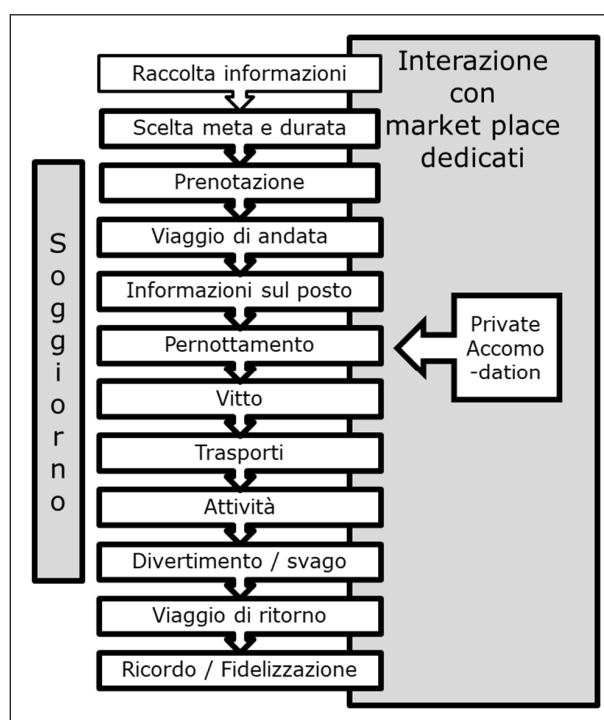 Raccolta informazioni
Scelta meta e durata
Prenotazione
Viaggio di andata
Informazioni sul posto
Pernottamento
Vitto
Trasporti
Attività
Divertimento / svago
Viaggio di ritorno
Ricordo / Fidelizzazione
Soggiorno
Interazione
con
market place
dedicati
Private
Accomo
-dation